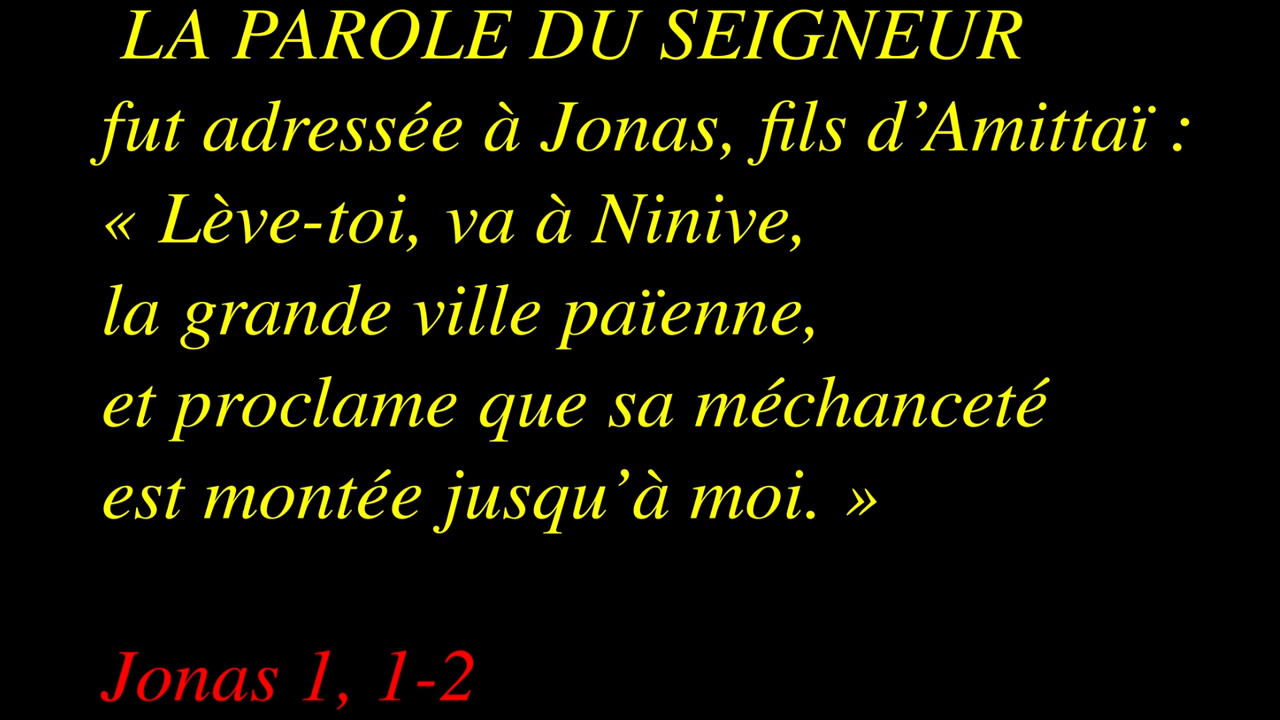 LA PAROLE DU SEIGNEUR
fut adressée à Jonas, fils d’Amittaï :
« Lève-toi, va à Ninive,
la grande ville païenne,
et proclame que sa méchanceté
est montée jusqu’à moi. »
Jonas 1, 1-2